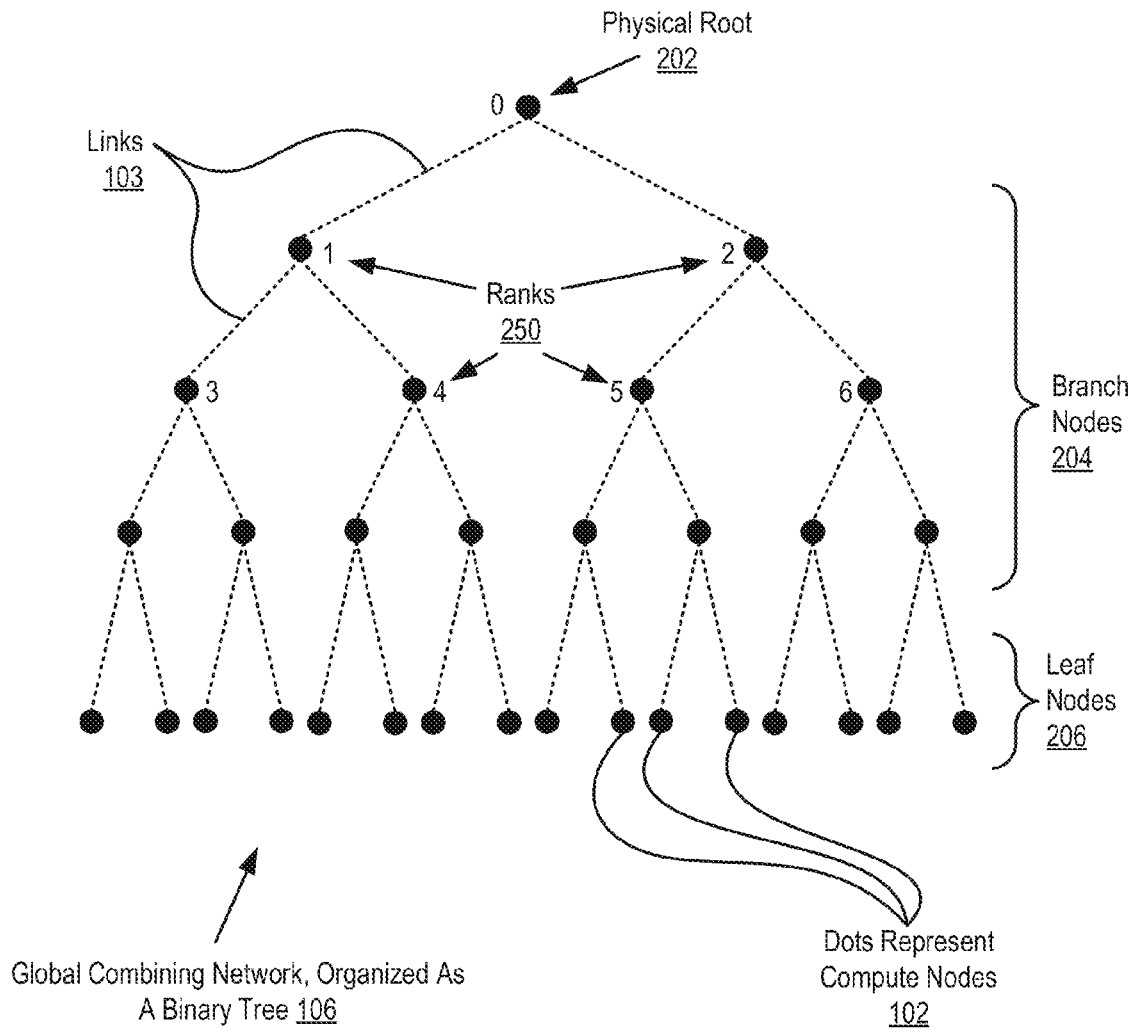 Physical Root
202
0
Links
103
1
2
Ranks
250
3
4
5
6
Branch
Nodes
204
Leaf
Nodes
206
Dots Represent
Compute Nodes
102
Global Combining Network, Organized As
A Binary Tree 106